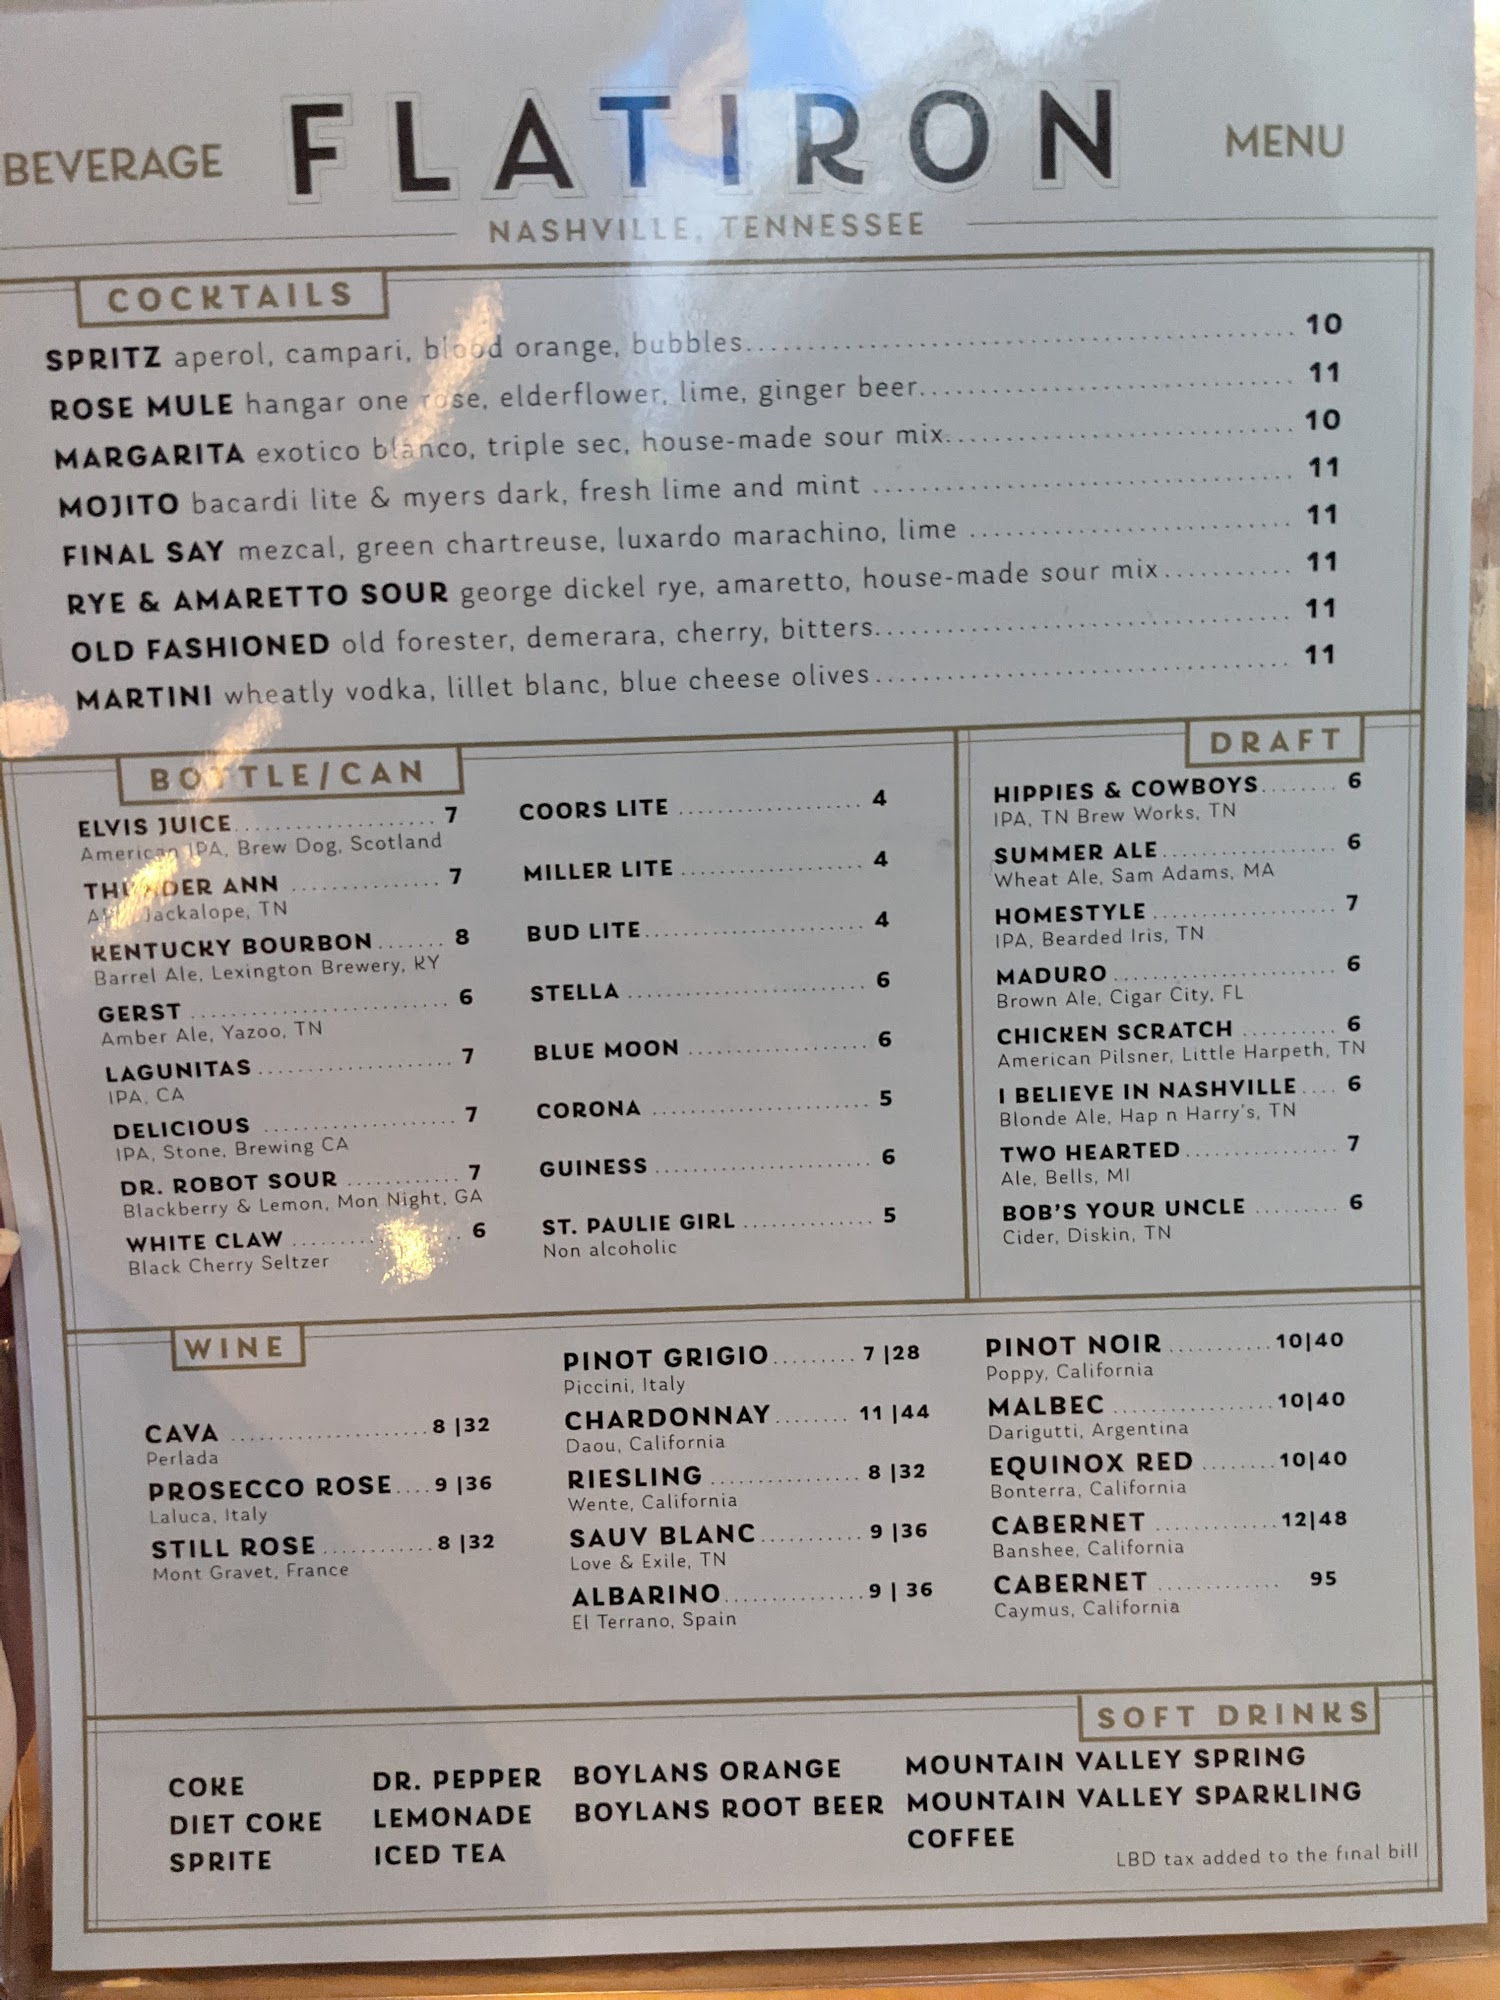 BEVERAGE FLATIRON MENU
NASHVILLE, TENNESSEE
COCKTAILS
SPRITZ aperol, campari, blood orange, bubbles 10
ROSE MULE hangar one rose, elderflower, lime, ginger beer 11
MARGARITA exotico blanco, triple sec, house-made sour mix 10
MOJITO bacardi lite & myers dark, fresh lime and mint 11
FINAL SAY mezcal, green chartreuse, luxardo marachino, lime 11
RYE & AMARETTO SOUR george dickel rye, amaretto, house-made sour mix 11
OLD FASHIONED old forester, demerara, cherry, bitters 11
MARTINI wheatly vodka, lillet blanc, blue cheese olives 11
BOTTLE/CAN
ELVIS JUICE 7
American IPA, Brew Dog, Scotland
THUNDER ANN 7
Jackalope, TN
KENTUCKY BOURBON 8
Barrel Ale, Lexington Brewery, KY
GERST 6
Amber Ale, Yazoo, TN
LAGUNITAS 7
IPA, CA
DELICIOUS 7
IPA, Stone, Brewing CA
DR. ROBOT SOUR 7
Blackberry & Lemon, Mon Night, GA
WHITE CLAW 6
Black Cherry Seltzer
COORS LITE 4
MILLER LITE 4
BUD LITE 4
STELLA 6
BLUE MOON 6
CORONA 5
GUINESS 6
ST. PAULIE GIRL 5
Non alcoholic
DRAFT
HIPPIES & COWBOYS 6
IPA, TN Brew Works, TN
SUMMER ALE 6
Wheat Ale, Sam Adams, MA
HOMESTYLE 7
IPA, Bearded Iris, TN
MADURO 6
Brown Ale, Cigar City, FL
CHICKEN SCRATCH 6
American Pilsner, Little Harpeth, TN
I BELIEVE IN NASHVILLE 6
Blonde Ale, Hap n Harry's, TN
TWO HEARTED 7
Ale, Bells, MI
BOB'S YOUR UNCLE 6
Cider, Diskin, TN
WINE
CAVA 8 |32
Perlada
PROSECCO ROSE 9 |36
Laluca, Italy
STILL ROSE 8 |32
Mont Gravet, France
PINOT GRIGIO 7 |28
Piccini, Italy
CHARDONNAY 11 |44
Daou, California
RIESLING 8 |32
Wente, California
SAUV BLANC 9 |36
Love & Exile, TN
ALBARINO 9 | 36
El Terrano, Spain
PINOT NOIR 10|40
Poppy, California
MALBEC 10|40
Darigutti, Argentina
EQUINOX RED 10|40
Bonterra, California
CABERNET 12|48
Banshee, California
CABERNET 95
Caymus, California
SOFT DRINKS
COKE
DIET COKE
SPRITE
DR. PEPPER
LEMONADE
ICED TEA
BOYLANS ORANGE
BOYLANS ROOT BEER
MOUNTAIN VALLEY SPRING
MOUNTAIN VALLEY SPARKLING
COFFEE
LBD tax added to the final bill